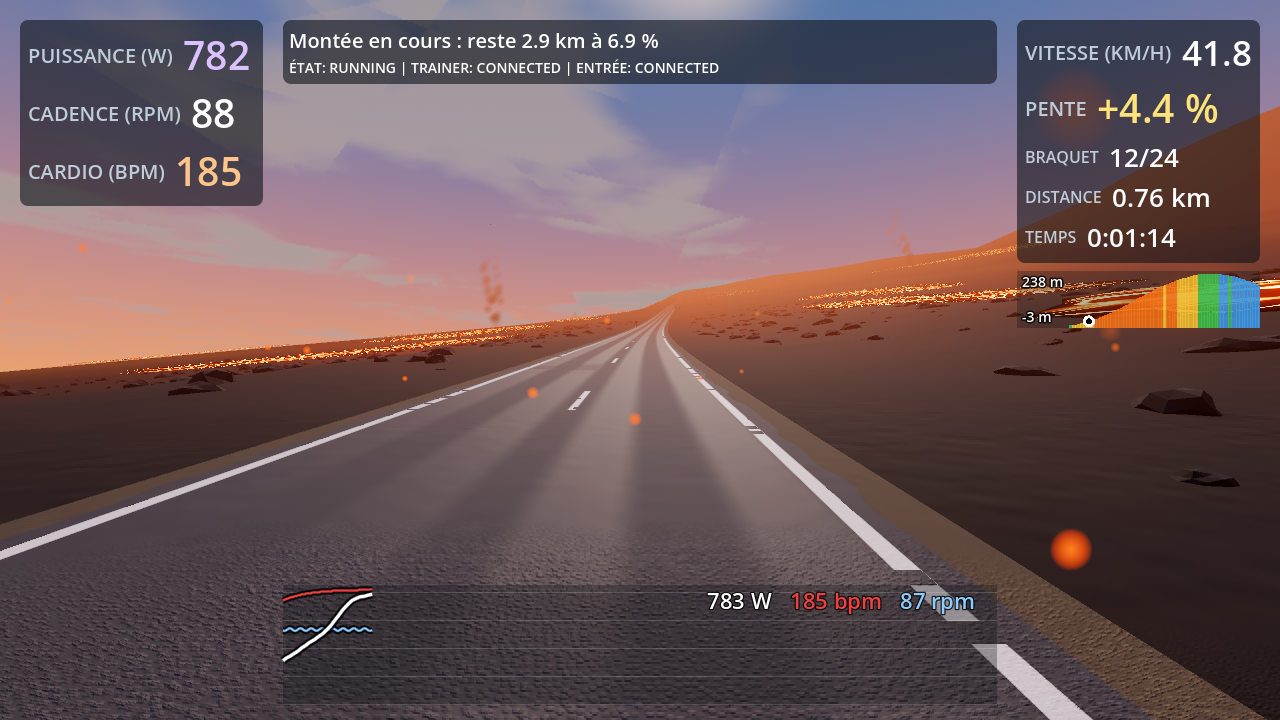 PUISSANCE (W) 782
CADENCE (RPM) 88
CARDIO (BPM) 185
Montée en cours : reste 2.9 km à 6.9 %
ÉTAT: RUNNING | TRAINER: CONNECTED | ENTRÉE: CONNECTED
VITESSE (KM/H) 41.8
PENTE +4.4 %
BRAQUET 12/24
DISTANCE 0.76 km
TEMPS 0:01:14
238 m
-3 m
783 W 185 bpm 87 rpm